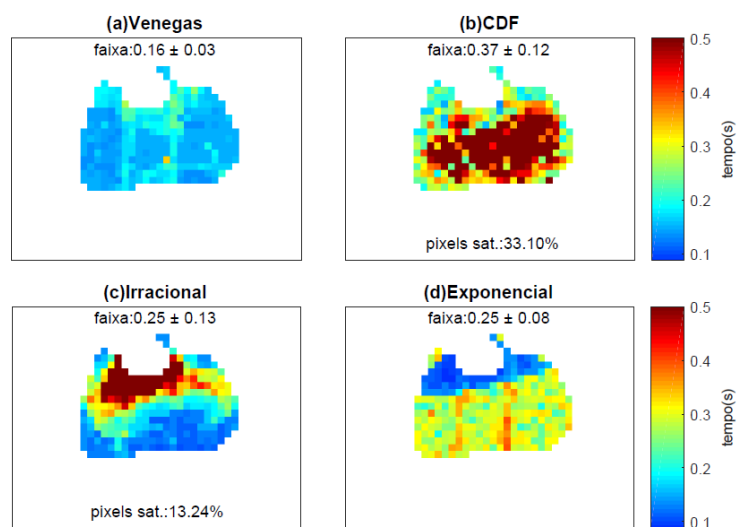 (a)Venegas
faixa:0.16 ± 0.03
(b)CDF
faixa:0.37 ± 0.12
pixels sat.:33.10%
0.5
0.4
0.3
0.2
0.1
tempo(s)
(c)Irracional
faixa:0.25 ± 0.13
pixels sat.:13.24%
(d)Exponencial
faixa:0.25 ± 0.08
0.5
0.4
0.3
0.2
0.1
tempo(s)